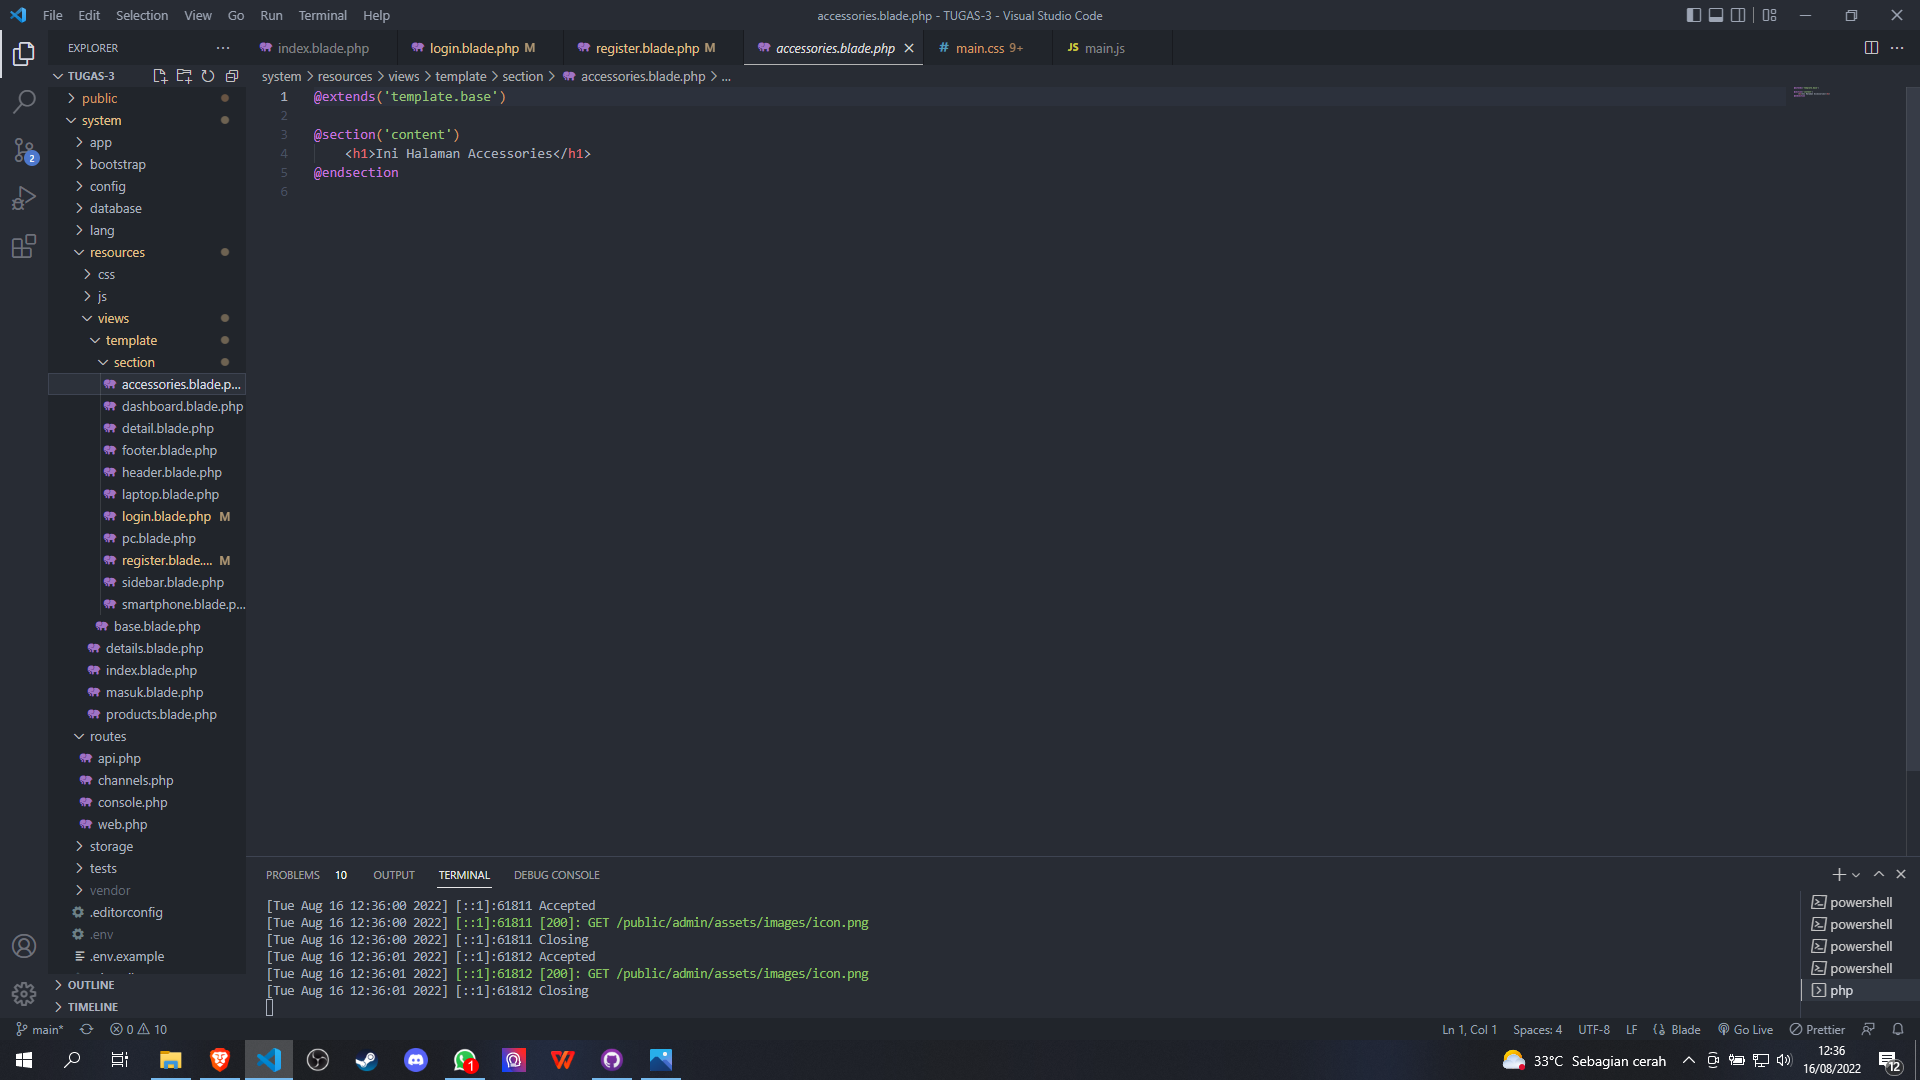 File Edit Selection View Go Run Terminal Help
accessories.blade.php - TUGAS-3 - Visual Studio Code
EXPLORER
index.blade.php
login.blade.php M
register.blade.php M
accessories.blade.php
# main.css 9+
JS main.js
TUGAS-3
system > resources > views > template > section > accessories.blade.php > ...
public
system
app
bootstrap
config
database
lang
resources
css
js
views
template
section
accessories.blade.p...
dashboard.blade.php
detail.blade.php
footer.blade.php
header.blade.php
laptop.blade.php
login.blade.php M
pc.blade.php
register.blade.... M
sidebar.blade.php
smartphone.blade.p...
base.blade.php
details.blade.php
index.blade.php
masuk.blade.php
products.blade.php
routes
api.php
channels.php
console.php
web.php
storage
tests
vendor
.editorconfig
.env
.env.example
OUTLINE
TIMELINE
2
1 @extends('template.base')
2
3 @section('content')
4 <h1>Ini Halaman Accessories</h1>
5 @endsection
6
PROBLEMS 10 OUTPUT TERMINAL DEBUG CONSOLE
[Tue Aug 16 12:36:00 2022] [::1]:61811 Accepted
[Tue Aug 16 12:36:00 2022] [::1]:61811 [200]: GET /public/admin/assets/images/icon.png
[Tue Aug 16 12:36:00 2022] [::1]:61811 Closing
[Tue Aug 16 12:36:01 2022] [::1]:61812 Accepted
[Tue Aug 16 12:36:01 2022] [::1]:61812 [200]: GET /public/admin/assets/images/icon.png
[Tue Aug 16 12:36:01 2022] [::1]:61812 Closing
powershell
powershell
powershell
powershell
php
main* 0 10
Ln 1, Col 1 Spaces: 4 UTF-8 LF Blade Go Live Prettier
1
33°C Sebagian cerah
12:36
16/08/2022
12